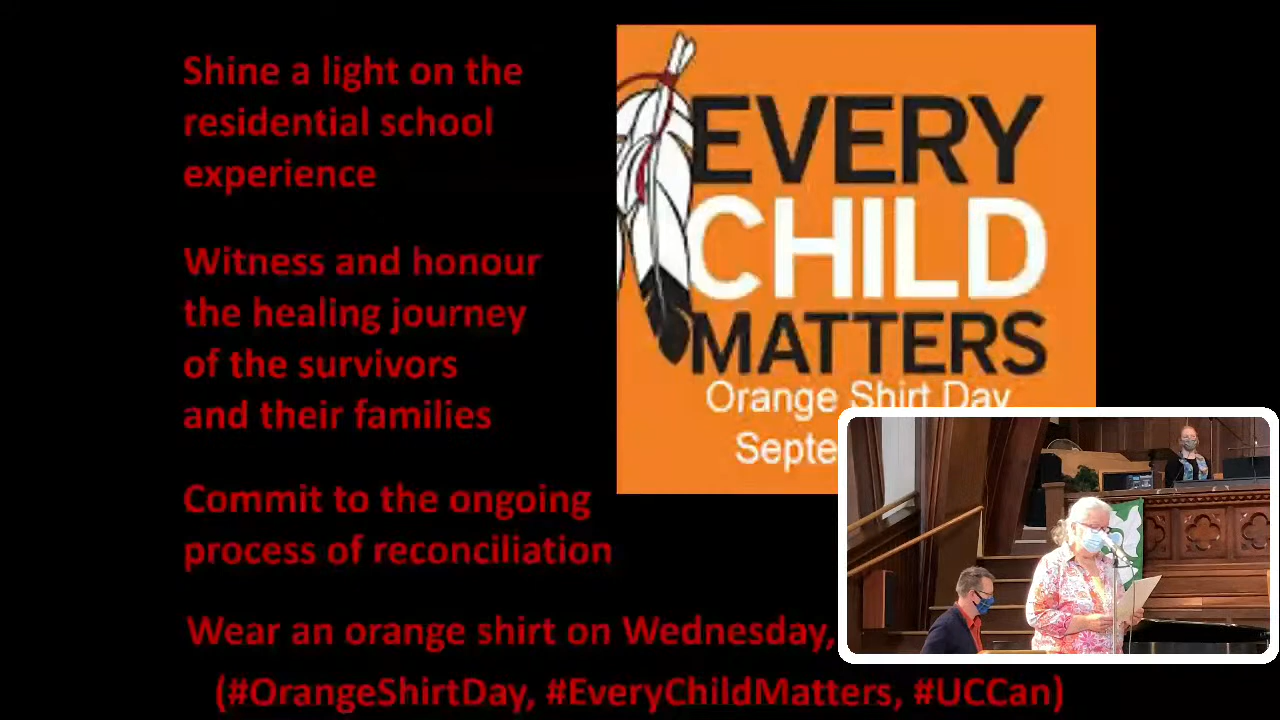 Shine a light on the
residential school
experience
Witness and honour
the healing journey
of the survivors
and their families
Commit to the ongoing
process of reconciliation
Wear an orange shirt on Wednesday,
(#OrangeShirtDay, #EveryChildMatters, #UCCan)
EVERY
CHILD
MATTERS
Orange Shirt Day
Septe